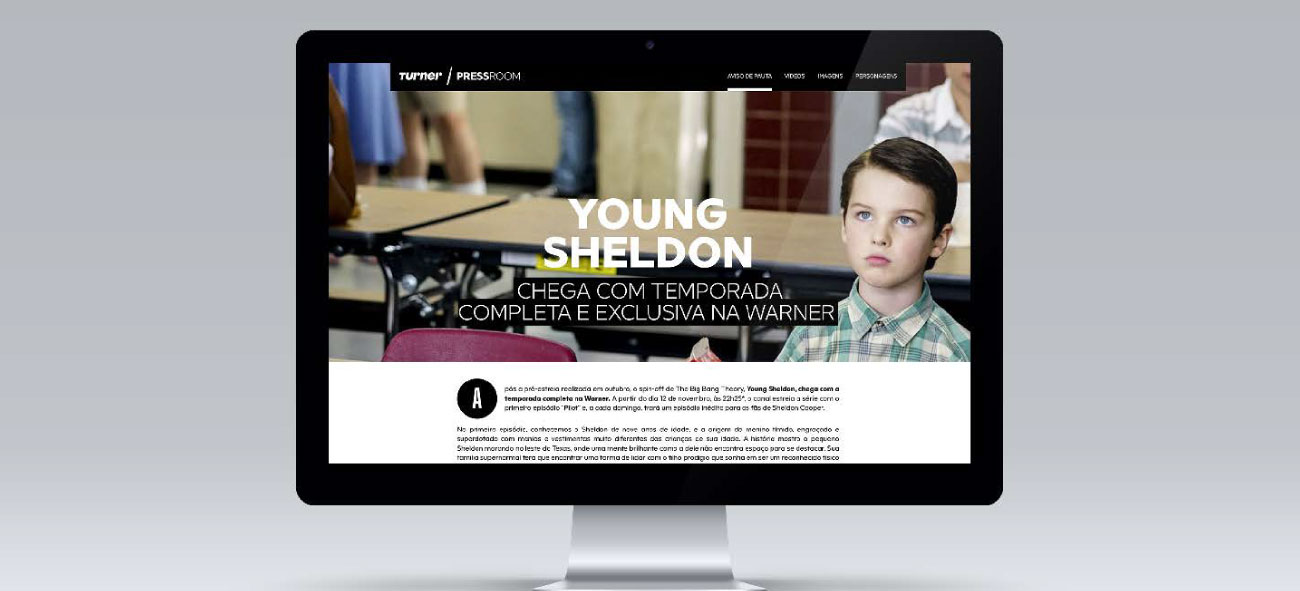 Turner / PRESSROOM
AVISO DE PAUTA VIDEOS IMAGENS PERSONAGENS
YOUNG
SHELDON
CHEGA COM TEMPORADA
COMPLETA E EXCLUSIVA NA WARNER
Após a pré-estreia realizada em outubro, o spin-off de The Big Bang Theory, Young Sheldon, chega com a
temporada completa na Warner. A partir do dia 12 de novembro, às 22h25*, o canal estreia a série com o
primeiro episódio "Pilot" e, a cada domingo, trará um episódio inédito para os fãs de Sheldon Cooper.
No primeiro episódio, conhecemos o Sheldon de nove anos de idade, e a origem do menino tímido, engraçado e
superdotado com manias e vestimentas muito diferentes das crianças de sua idade. A história mostra o pequeno
Sheldon morando no leste do Texas, onde uma mente brilhante como a dele não encontra espaço para se destacar. Sua
família supernormal terá que encontrar uma forma de lidar com o filho prodígio que sonha em ser um reconhecido físico